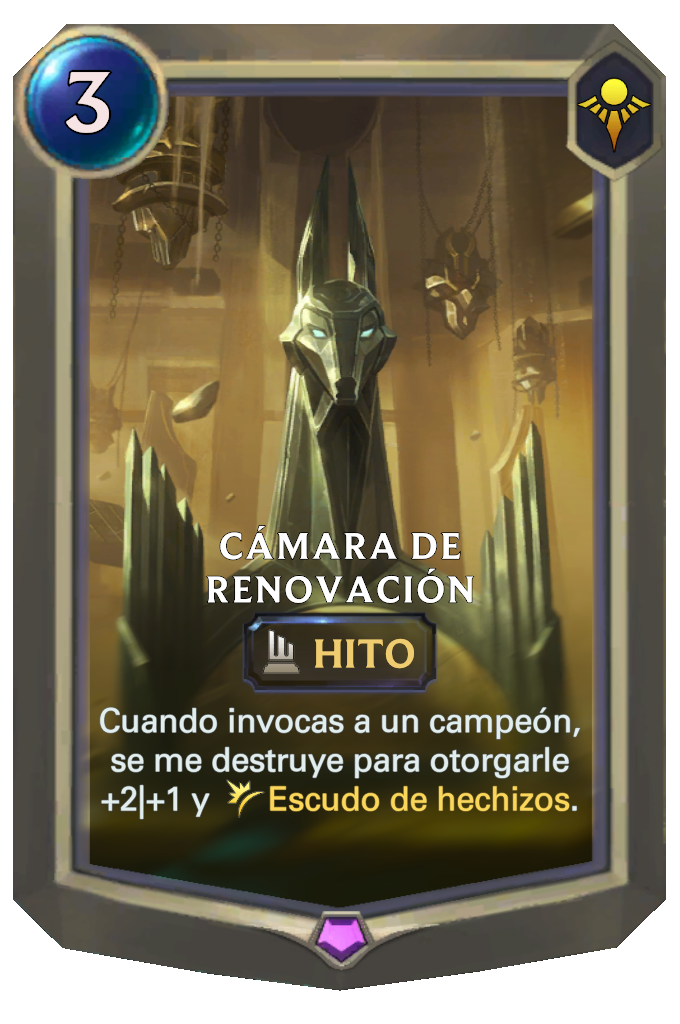 3
CÁMARA DE
RENOVACIÓN
HITO
Cuando invocas a un campeón,
se me destruye para otorgarle
+2|+1 y Escudo de hechizos.